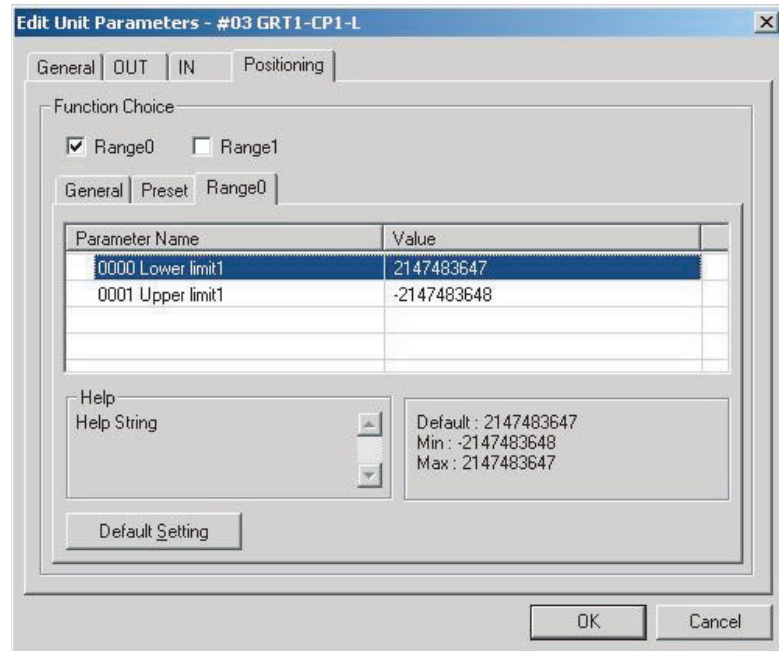 Edit Unit Parameters - #03 GRT1-CP1-L
General OUT IN Positioning
Function Choice
Range0 Range1
General Preset Range0
Parameter Name Value
0000 Lower limit1 2147483647
0001 Upper limit1 -2147483648
Help
Help String
Default : 2147483647
Min : -2147483648
Max : 2147483647
Default Setting
OK Cancel